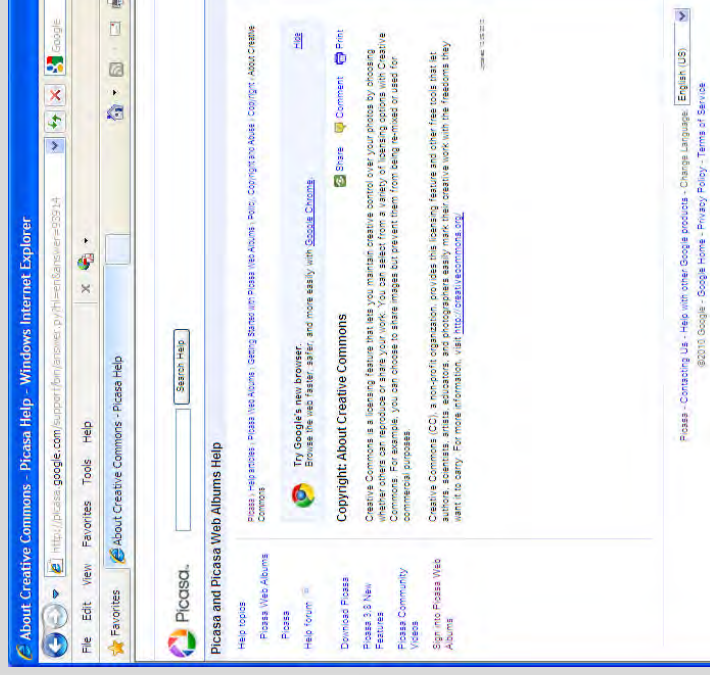 About Creative Commons - Picasa Help - Windows Internet Explorer
http://picasa.google.com/support/bin/answer.py?hl=en&answer=93914
Google
File Edit View Favorites Tools Help
Favorites
About Creative Commons - Picasa Help
Picasa
Search Help
Picasa and Picasa Web Albums Help
Help topics
Picasa Web Albums
Picasa
Help forum
Download Picasa
Picasa 3.8 New
Features
Picasa Community
Videos
Sign into Picasa Web
Albums
Picasa › Help articles › Picasa Web Albums › Getting Started with Picasa Web Albums › Policy, Copyright and Abuse › Copyright › About Creative
Commons
Try Google's new browser.
Hide
Browse the web faster, safer, and more easily with Google Chrome.
Copyright: About Creative Commons
Share Comment Print
Creative Commons is a licensing feature that lets you maintain creative control over your photos by choosing
whether others can reproduce or share your work. You can select from a variety of licensing options with Creative
Commons. For example, you can choose to share images but prevent them from being re-mixed or used for
commercial purposes.
Creative Commons (CC), a non-profit organization, provides this licensing feature and other free tools that let
authors, scientists, artists, educators, and photographers easily mark their creative work with the freedoms they
want it to carry. For more information, visit http://creativecommons.org/
updated
Picasa - Contacting Us - Help with other Google products - Change Language: English (US)
©2010 Google - Google Home - Privacy Policy - Terms of Service